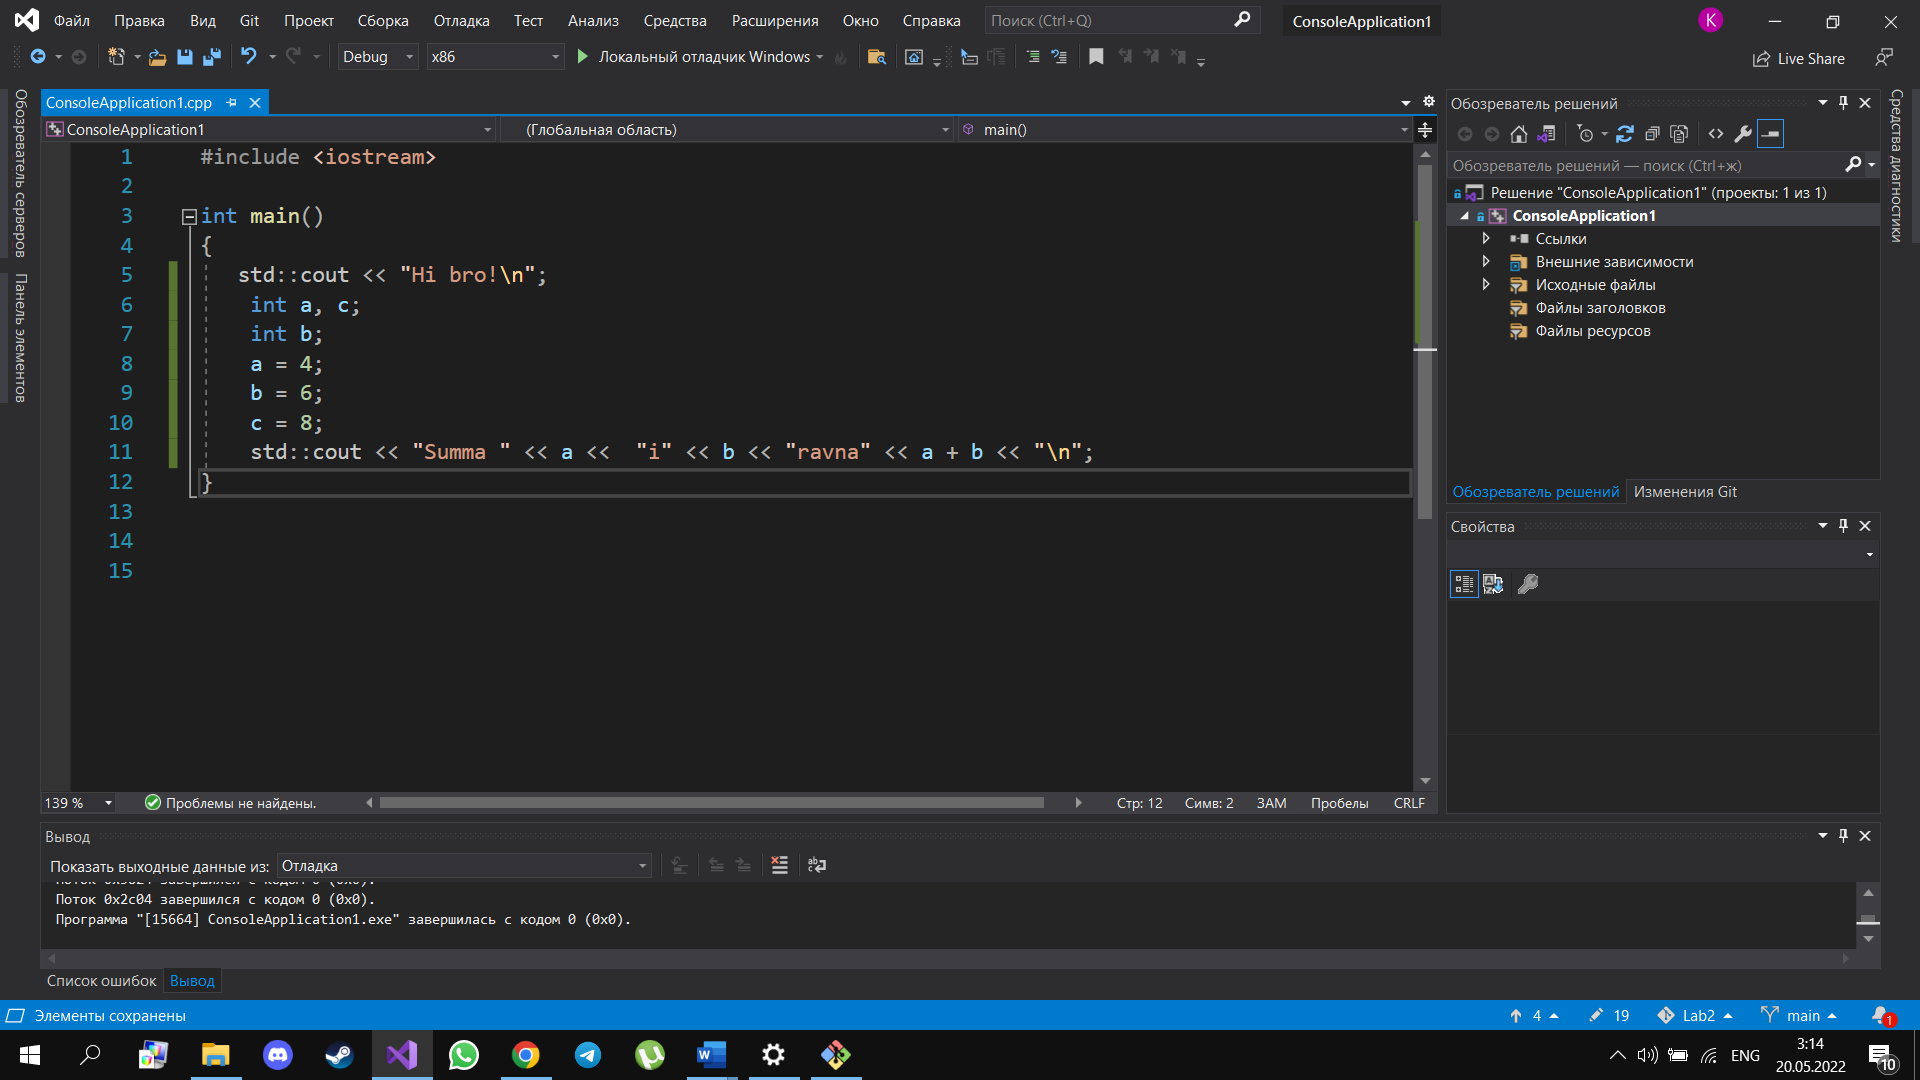 Файл Правка Вид Git Проект Сборка Отладка Тест Анализ Средства Расширения Окно Справка Поиск (Ctrl+Q) ConsoleApplication1 K
Debug x86 Локальный отладчик Windows Live Share
Обозреватель серверов
Панель элементов
ConsoleApplication1.cpp
ConsoleApplication1 (Глобальная область) main()
1 #include <iostream>
2
3 int main()
4 {
5 std::cout << "Hi bro!\n";
6 int a, c;
7 int b;
8 a = 4;
9 b = 6;
10 c = 8;
11 std::cout << "Summa " << a <<  "i" << b << "ravna" << a + b << "\n";
12 }
13
14
15
139 % Проблемы не найдены. Стр: 12 Симв: 2 ЗАМ Пробелы CRLF
Обозреватель решений
Обозреватель решений — поиск (Ctrl+ж)
Решение "ConsoleApplication1" (проекты: 1 из 1)
ConsoleApplication1
Ссылки
Внешние зависимости
Исходные файлы
Файлы заголовков
Файлы ресурсов
Обозреватель решений Изменения Git
Свойства
Средства диагностики
Вывод
Показать выходные данные из: Отладка
завершился с кодом 0 (0x0).
Поток 0x2c04 завершился с кодом 0 (0x0).
Программа "[15664] ConsoleApplication1.exe" завершилась с кодом 0 (0x0).
Список ошибок Вывод
Элементы сохранены 4 19 Lab2 main 1
ENG 3:14
20.05.2022 10